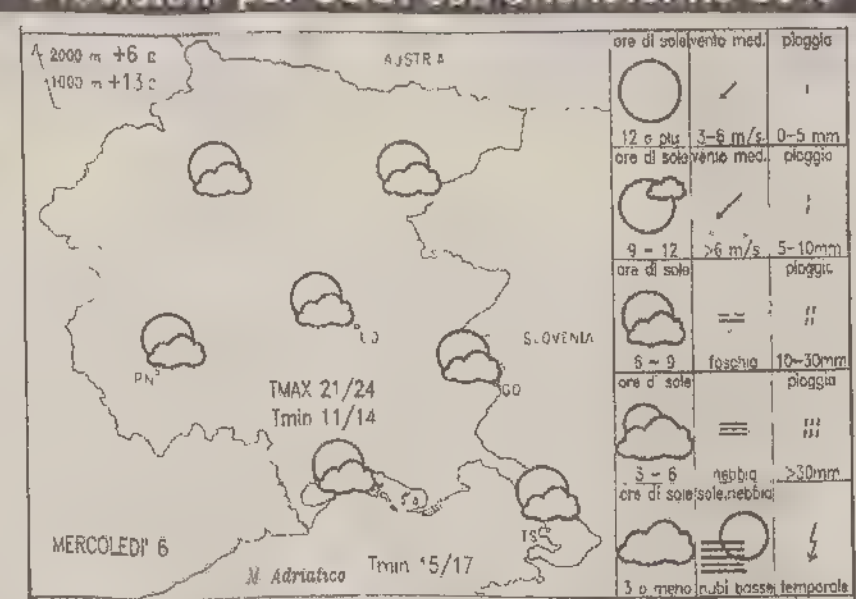 2000 m +6 c
1000 m +13 c
AUSTRIA
SLOVENIA
UD
PN
GO
TMAX 21/24
Tmin 11/14
TS
MERCOLEDI' 6
M. Adriatico
Tmin 15/17
ore di sole vento med. pioggia
12 o più 3-6 m/s 0-5 mm
ore di sole vento med. pioggia
9 - 12 >6 m/s 5-10mm
ore di sole pioggia
6 - 9 foschia 10-30mm
ore di sole pioggia
3 - 6 nebbia >30mm
ore di sole sole, nebbia
3 o meno nubi basse temporale